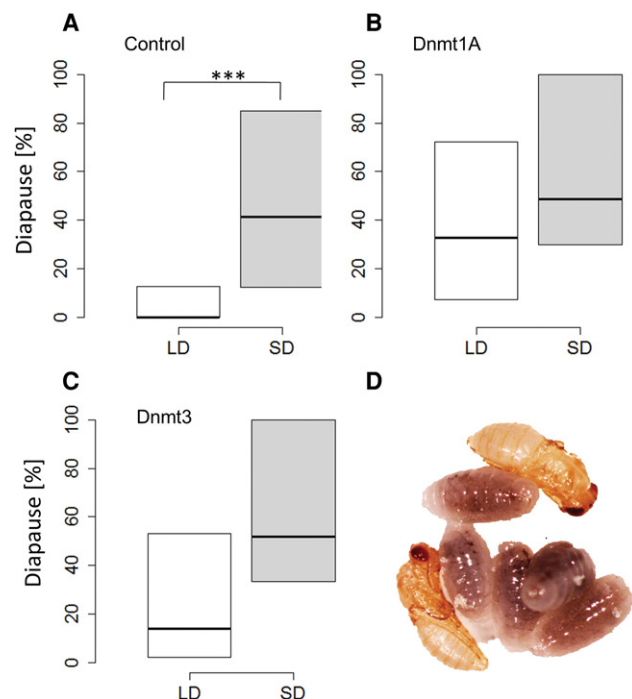 A
Control
***
Diapause [%]
0
20
40
60
80
100
LD
SD
B
Dnmt1A
0
20
40
60
80
100
LD
SD
C
Dnmt3
Diapause [%]
0
20
40
60
80
100
LD
SD
D